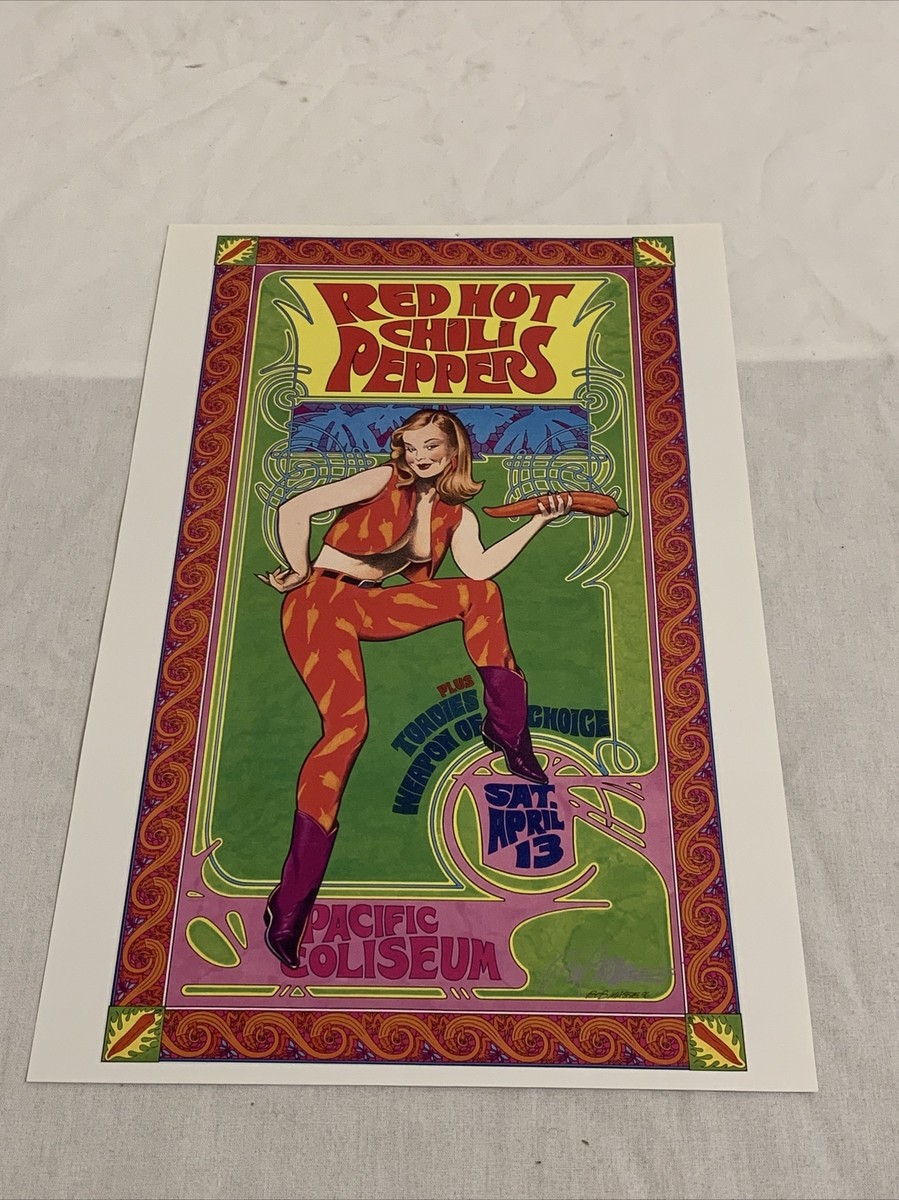 RED HOT
CHILI
PEPPERS
PLUS
TOADIES
WEAPON OF CHOICE
SAT.
APRIL
13
PACIFIC
COLISEUM